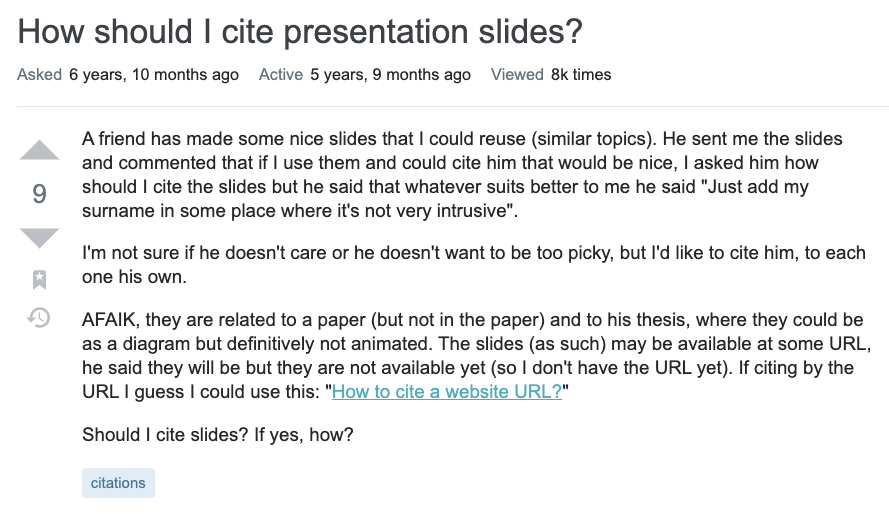 How should I cite presentation slides?
Asked 6 years, 10 months ago Active 5 years, 9 months ago Viewed 8k times
A friend has made some nice slides that I could reuse (similar topics). He sent me the slides
and commented that if I use them and could cite him that would be nice, I asked him how
9
should I cite the slides but he said that whatever suits better to me he said "Just add my
surname in some place where it's not very intrusive".
I'm not sure if he doesn't care or he doesn't want to be too picky, but I'd like to cite him, to each
one his own.
AFAIK, they are related to a paper (but not in the paper) and to his thesis, where they could be
as a diagram but definitively not animated. The slides (as such) may be available at some URL,
he said they will be but they are not available yet (so I don't have the URL yet). If citing by the
URL I guess I could use this: "How to cite a website URL?"
Should I cite slides? If yes, how?
citations